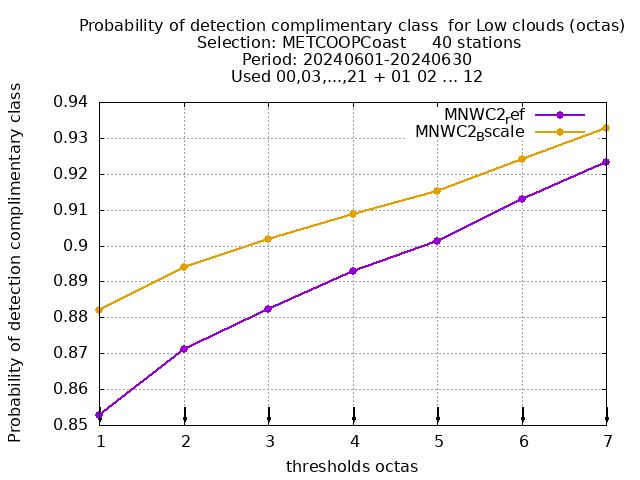 Probability of detection complimentary class  for Low clouds (octas)
Selection: METCOOPCoast     40 stations
Period: 20240601-20240630
Used 00,03,...,21 + 01 02 ... 12
MNWC2ref
MNWC2Bscale
Probability of detection complimentary class
0.94
0.93
0.92
0.91
0.9
0.89
0.88
0.87
0.86
0.85
1 2 3 4 5 6 7
thresholds octas